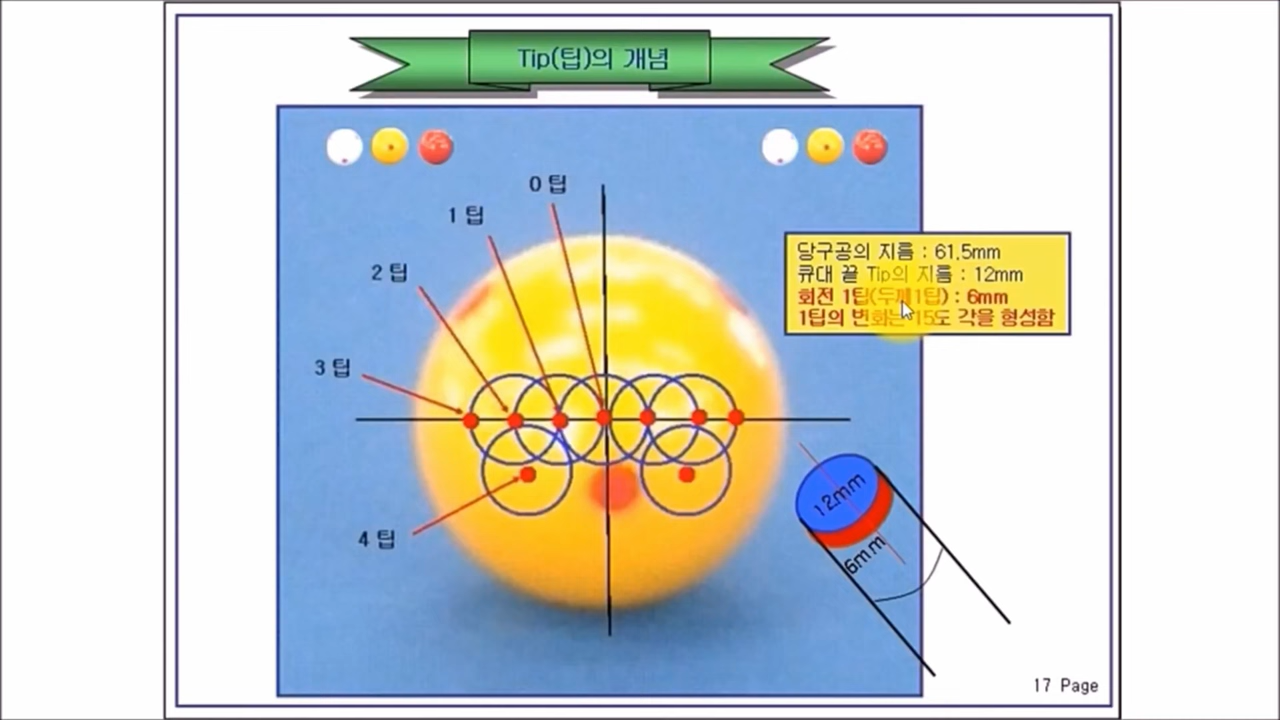 Tip(팁)의 개념
0 팁
1 팁
2 팁
3 팁
4 팁
당구공의 지름 : 61.5mm
큐대 끝 Tip의 지름 : 12mm
회전 1팁(두께1팁) : 6mm
1팁의 변화는 15도 각을 형성함
12mm
6mm
17 Page